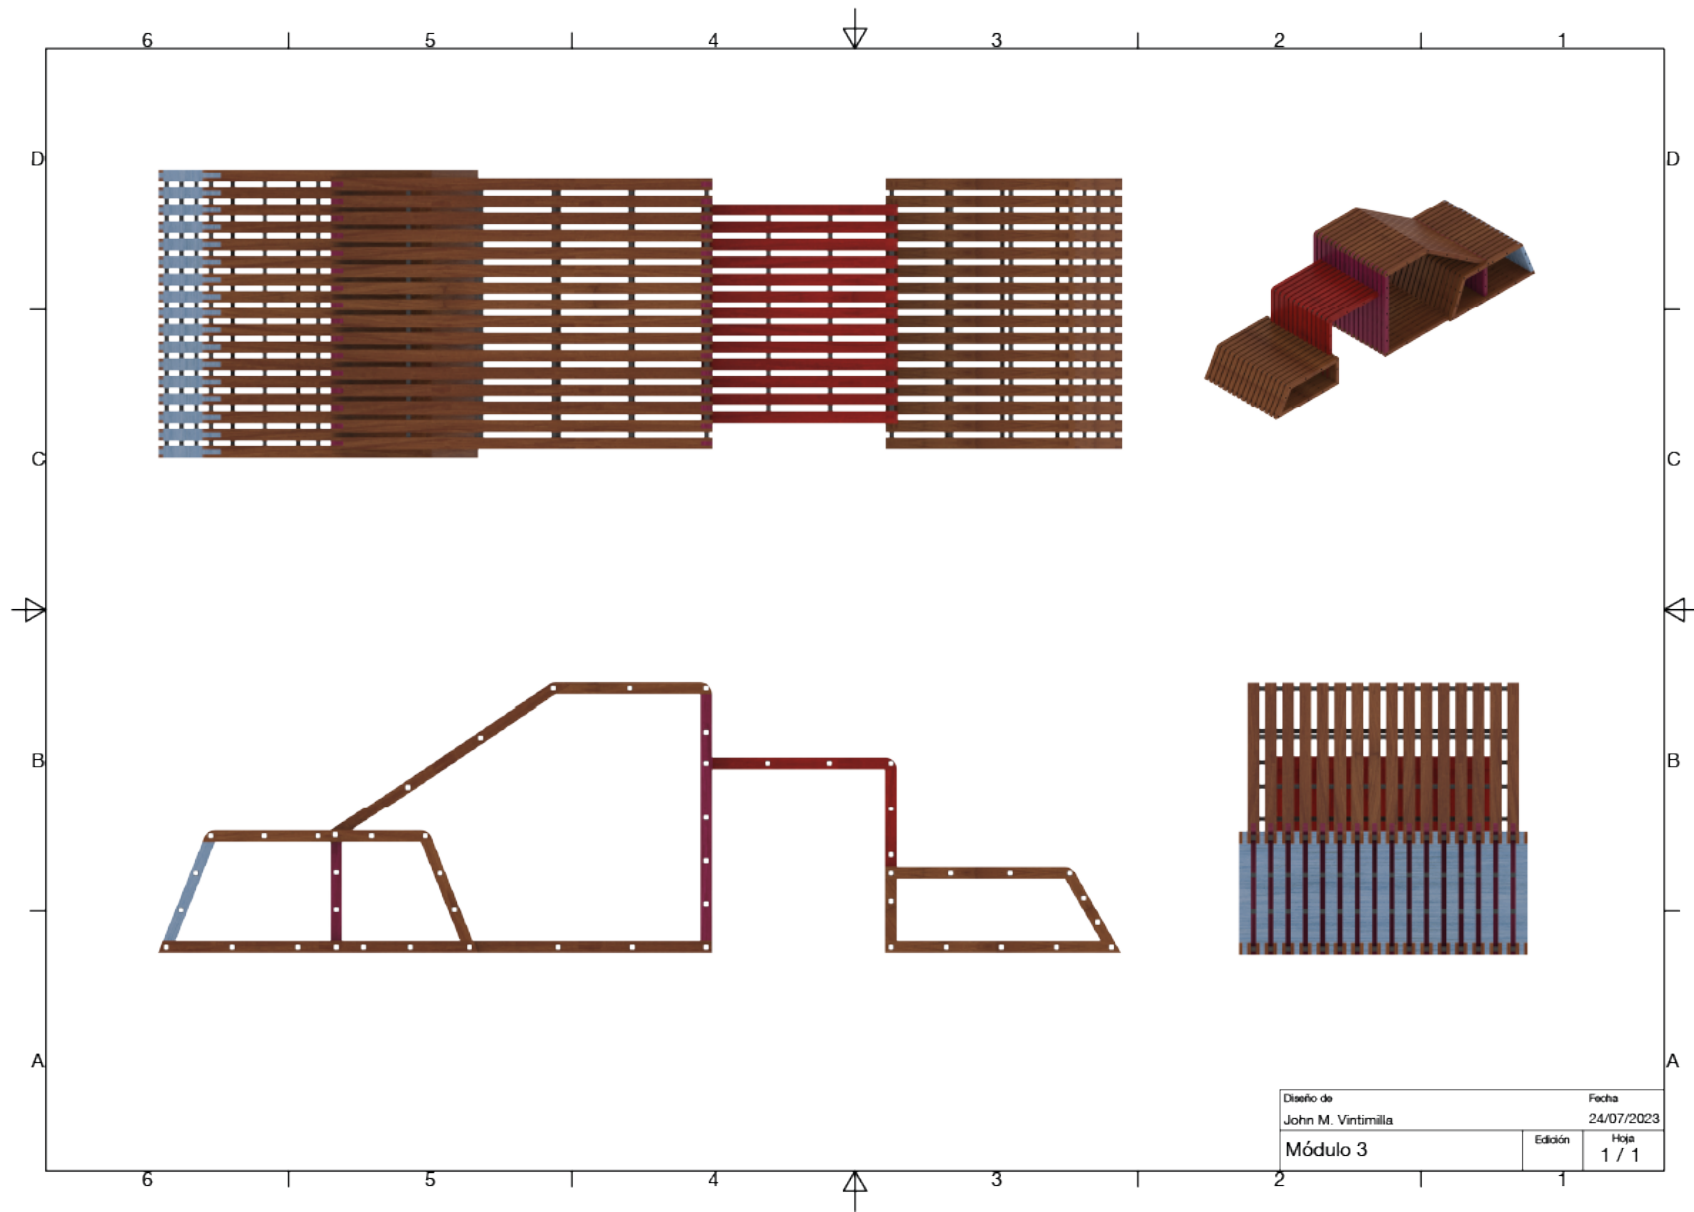 6 5 4 3 2 1
D D
C C
B B
A A
Diseño de Fecha
John M. Vintimilla 24/07/2023
Módulo 3 Edición Hoja
1 / 1
6 5 4 3 2 1